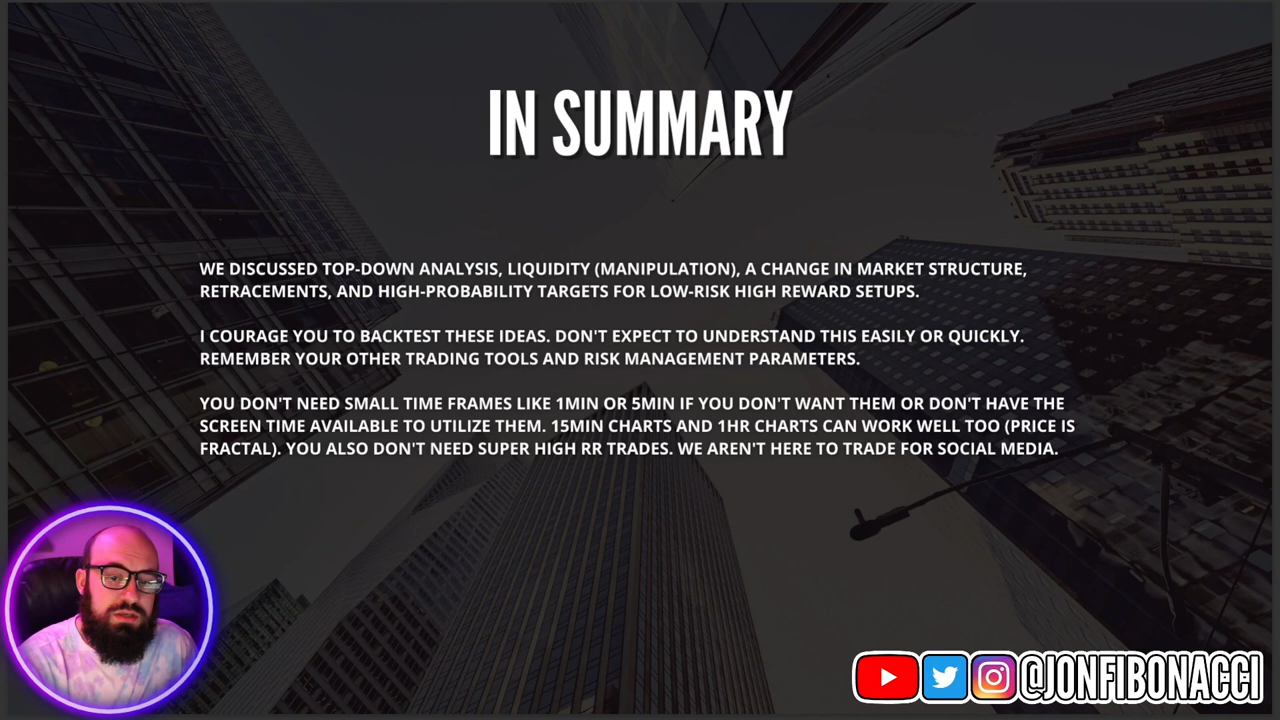 IN SUMMARY
WE DISCUSSED TOP-DOWN ANALYSIS, LIQUIDITY (MANIPULATION), A CHANGE IN MARKET STRUCTURE,
RETRACEMENTS, AND HIGH-PROBABILITY TARGETS FOR LOW-RISK HIGH REWARD SETUPS.
I COURAGE YOU TO BACKTEST THESE IDEAS. DON'T EXPECT TO UNDERSTAND THIS EASILY OR QUICKLY.
REMEMBER YOUR OTHER TRADING TOOLS AND RISK MANAGEMENT PARAMETERS.
YOU DON'T NEED SMALL TIME FRAMES LIKE 1MIN OR 5MIN IF YOU DON'T WANT THEM OR DON'T HAVE THE
SCREEN TIME AVAILABLE TO UTILIZE THEM. 15MIN CHARTS AND 1HR CHARTS CAN WORK WELL TOO (PRICE IS
FRACTAL). YOU ALSO DON'T NEED SUPER HIGH RR TRADES. WE AREN'T HERE TO TRADE FOR SOCIAL MEDIA.
@JONFIBONACCI